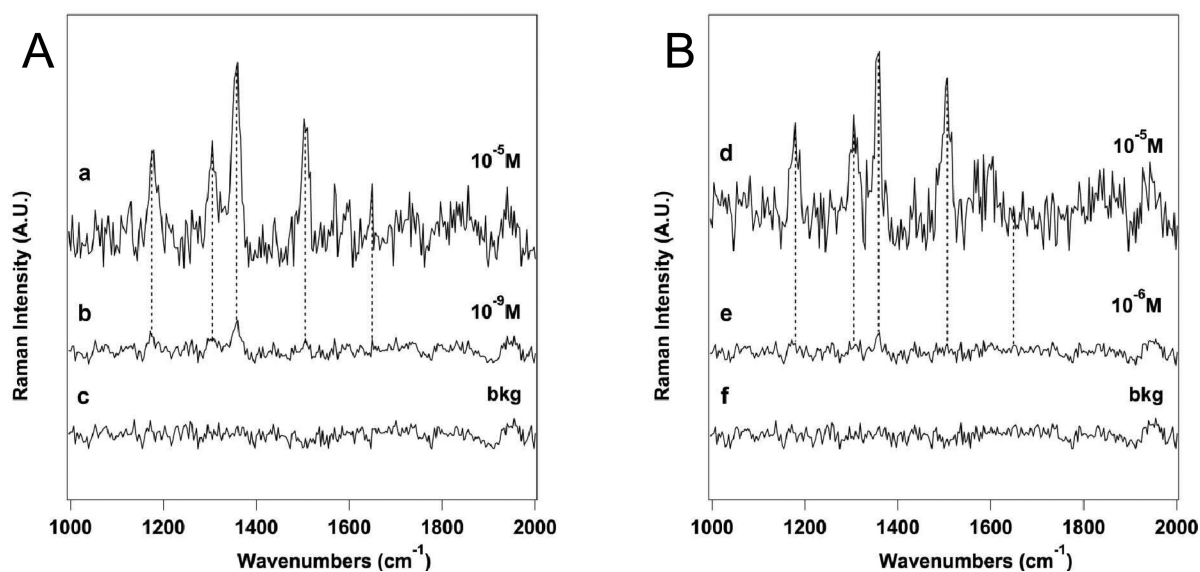 A
a
10⁻⁵M
b
10⁻⁹M
c
bkg
Raman Intensity (A.U.)
1000 1200 1400 1600 1800 2000
Wavenumbers (cm⁻¹)
B
d
10⁻⁵M
e
10⁻⁶M
f
bkg
Raman Intensity (A.U.)
1000 1200 1400 1600 1800 2000
Wavenumbers (cm⁻¹)